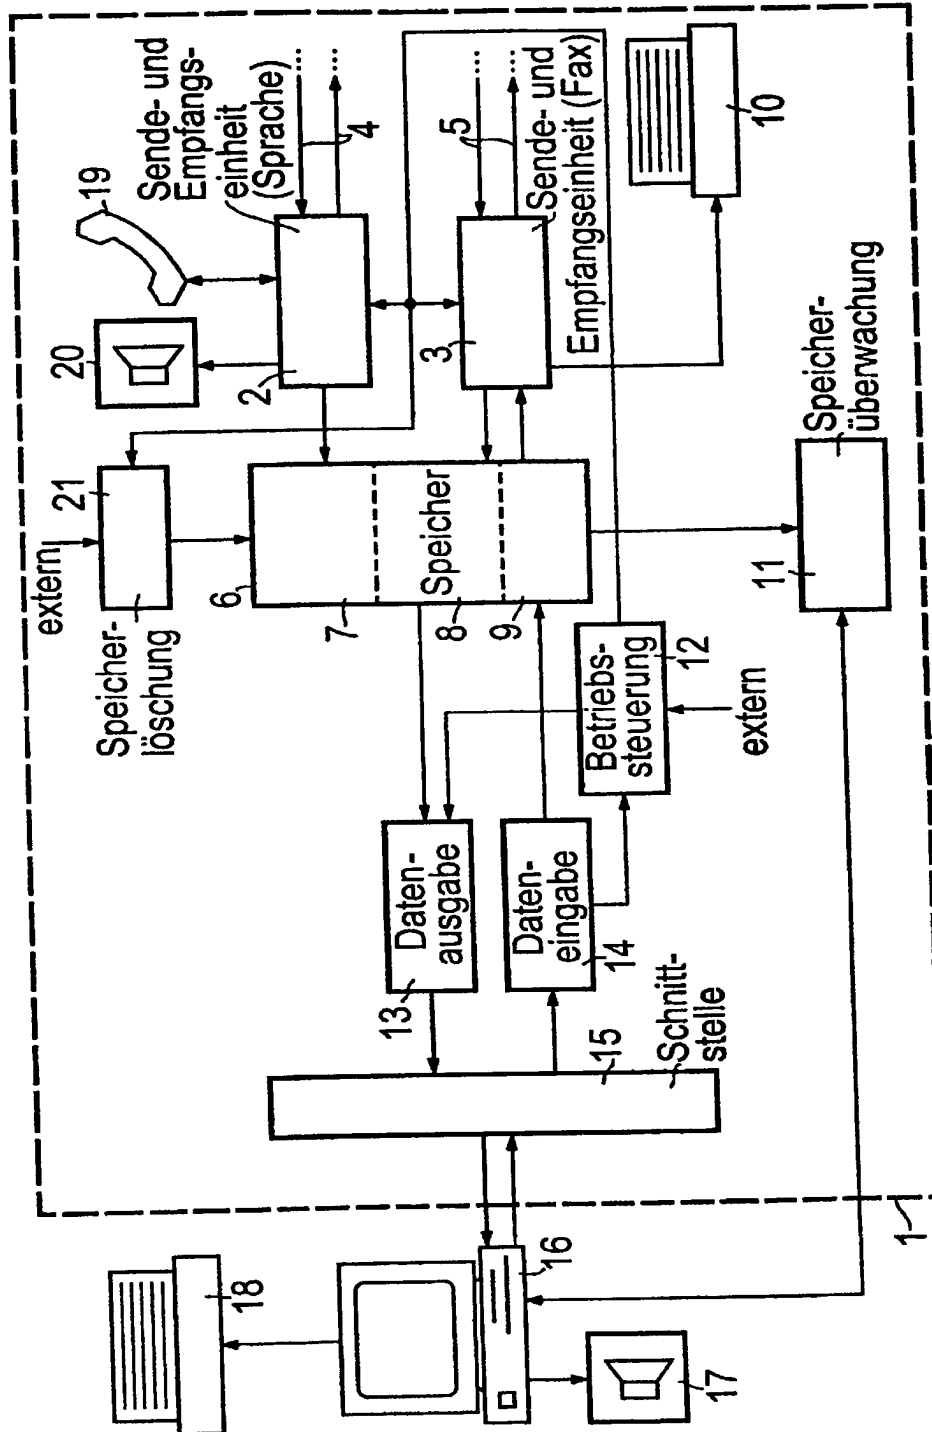 19
Sende- und
Empfangs-
einheit
(Sprache)
4
20
2
extern
21
Speicher-
löschung
5
Sende- und
Empfangseinheit (Fax)
3
10
6
7
Speicher
8
9
Speicher-
überwachung
11
Betriebs-
steuerung
12
extern
Daten-
ausgabe
13
Daten-
eingabe
14
15
Schnitt-
stelle
1
16
18
17